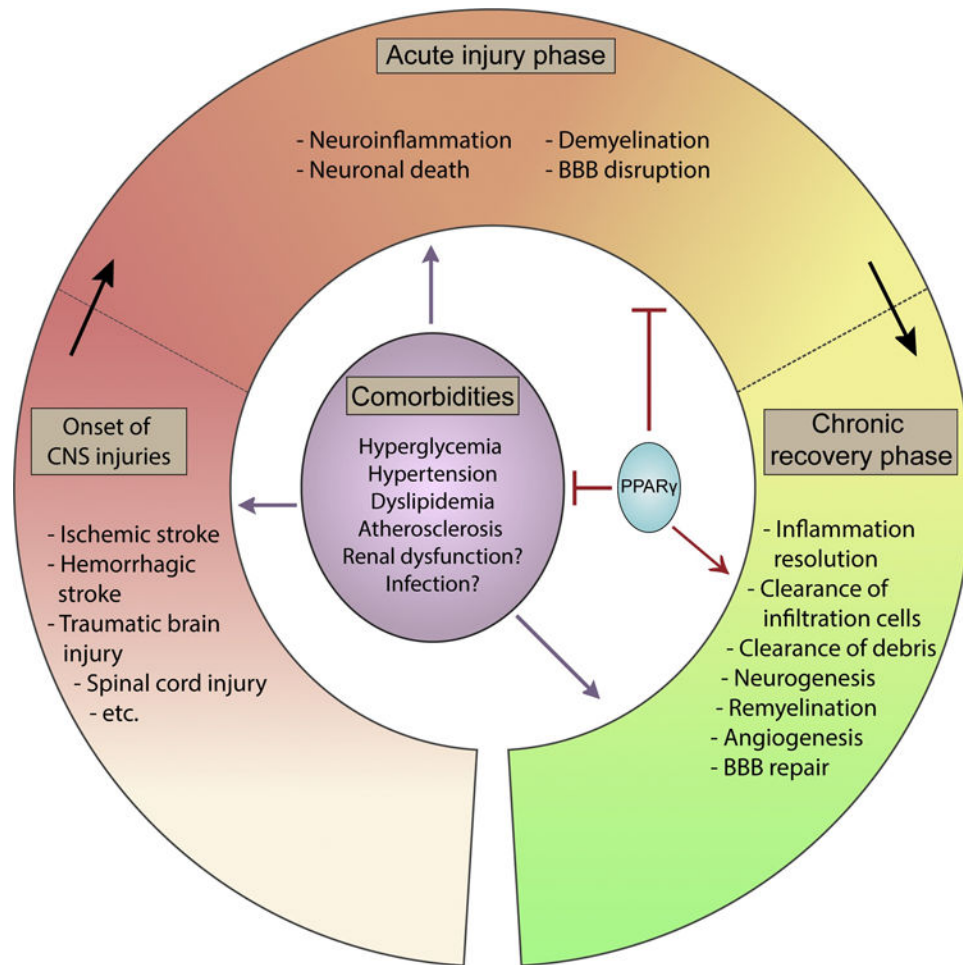 Acute injury phase
- Neuroinflammation
- Neuronal death
- Demyelination
- BBB disruption
Onset of
CNS injuries
- Ischemic stroke
- Hemorrhagic
stroke
- Traumatic brain
injury
- Spinal cord injury
- etc.
Comorbidities
Hyperglycemia
Hypertension
Dyslipidemia
Atherosclerosis
Renal dysfunction?
Infection?
PPARγ
Chronic
recovery phase
- Inflammation
resolution
- Clearance of
infiltration cells
- Clearance of debris
- Neurogenesis
- Remyelination
- Angiogenesis
- BBB repair